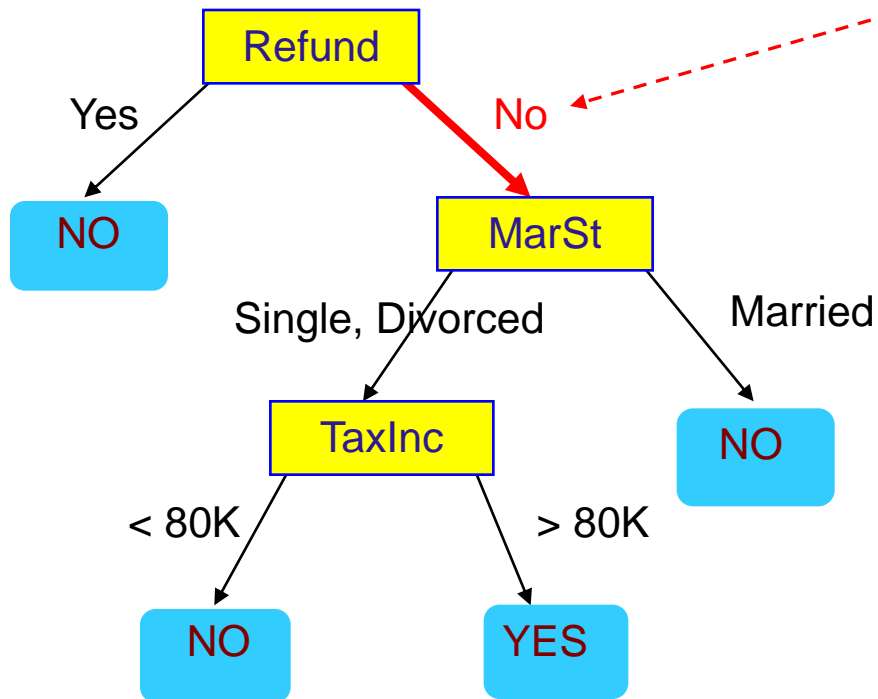 Refund
Yes
No
NO
MarSt
Single, Divorced
Married
TaxInc
NO
< 80K
> 80K
NO
YES